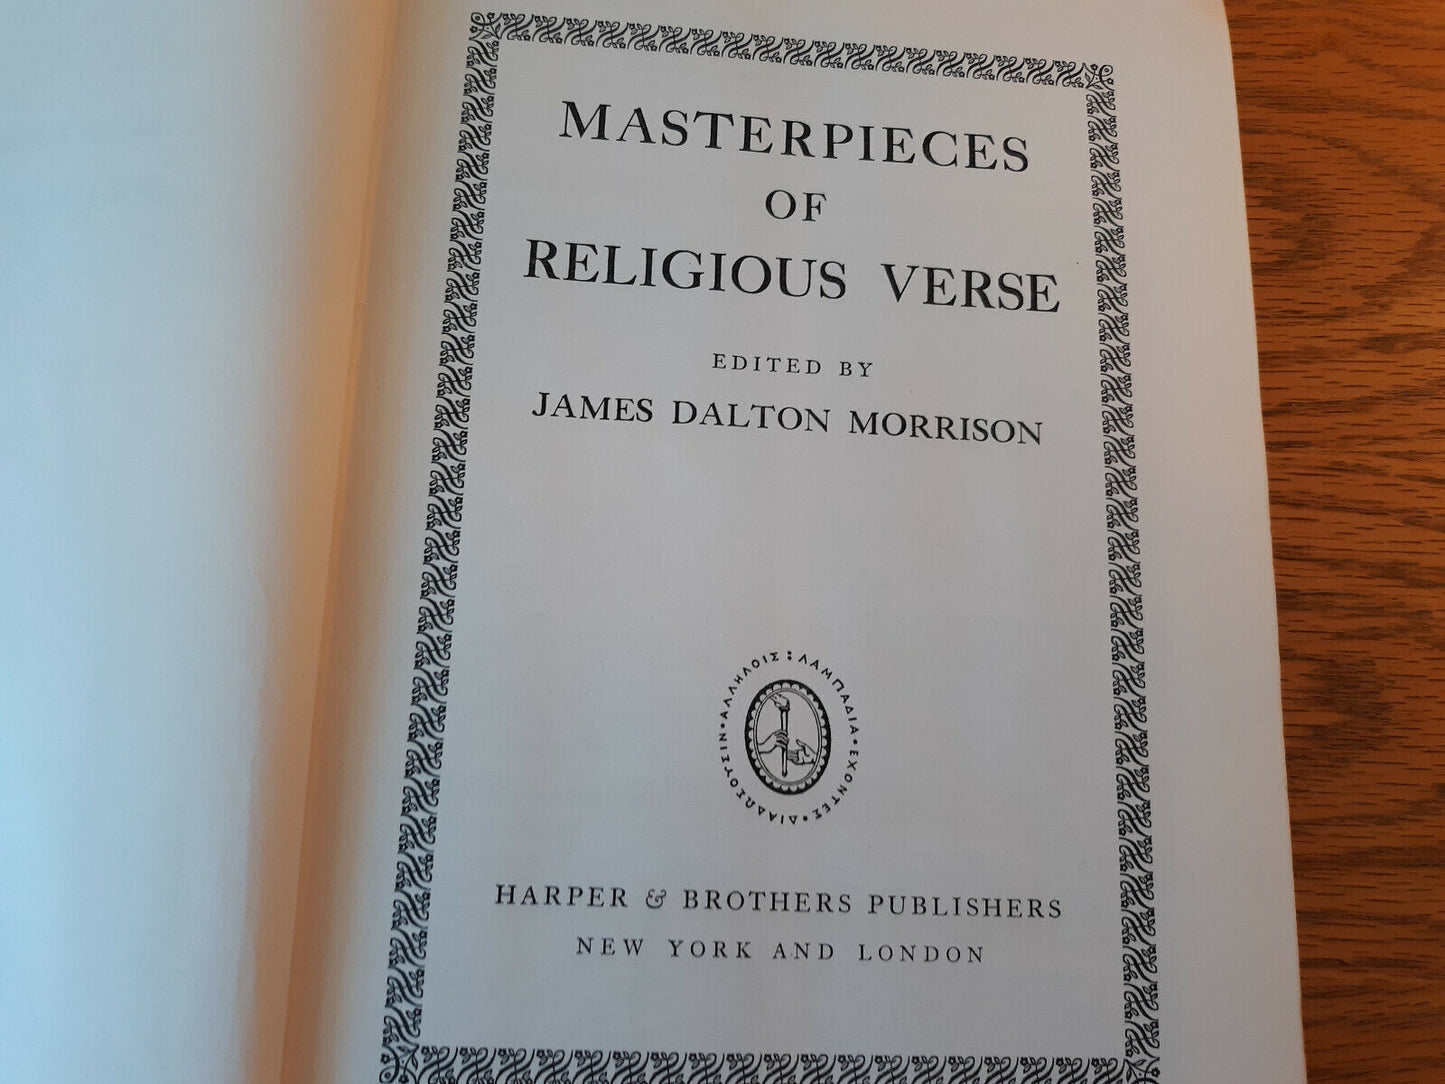 MASTERPIECES
OF
RELIGIOUS VERSE
EDITED BY
JAMES DALTON MORRISON
ΛΑΜΠΑΔΙΑ • ΕΧΟΝΤΕΣ • ΔΙΑΔΩΣΟΥΣΙΝ • ΑΛΛΗΛΟΙΣ :
HARPER & BROTHERS PUBLISHERS
NEW YORK AND LONDON